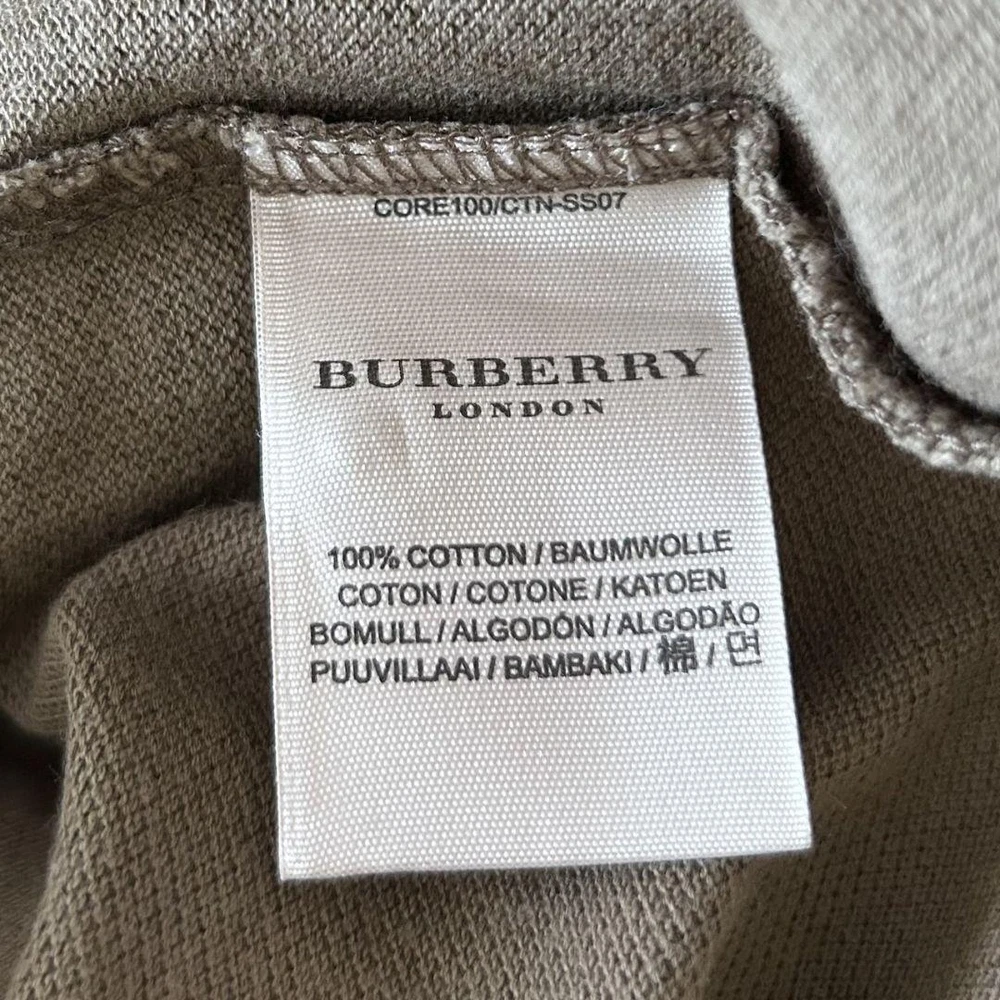 CORE100/CTN-SS07
BURBERRY
LONDON
100% COTTON / BAUMWOLLE
COTON / COTONE / KATOEN
BOMULL / ALGODÓN / ALGODÃO
PUUVILLAAI / BAMBAKI / 棉 / 면